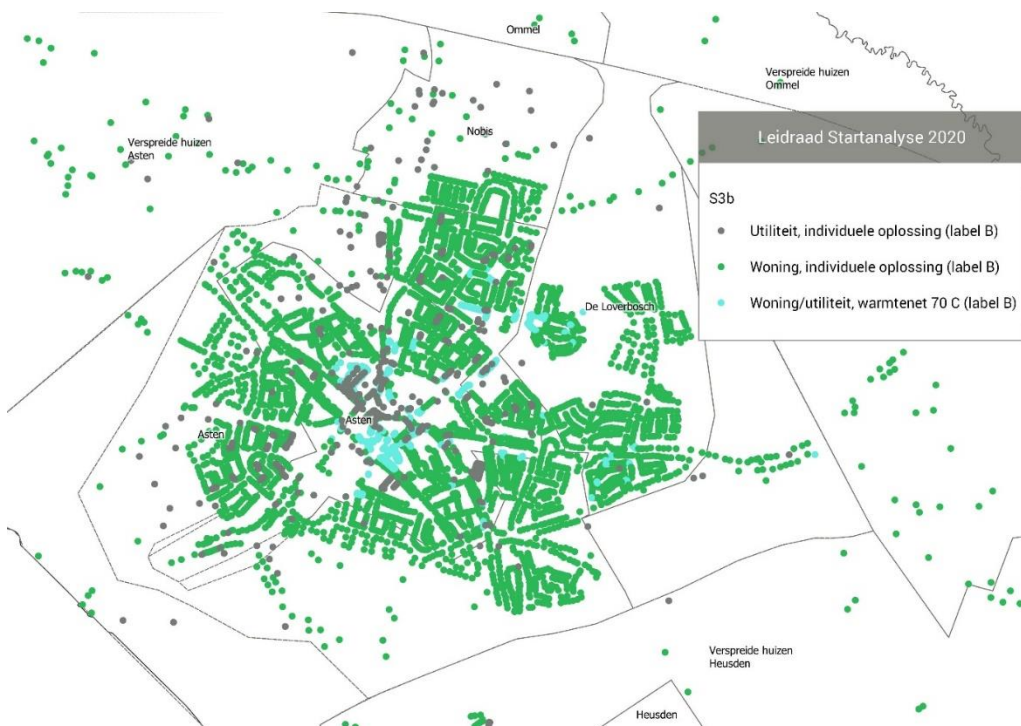 Ommel
Verspreide huizen
Ommel
Leidraad Startanalyse 2020
Nobis
Verspreide huizen
Asten
S3b
Utiliteit, individuele oplossing (label B)
Woning, individuele oplossing (label B)
Woning/utiliteit, warmtenet 70 C (label B)
De Loverbosch
Asten
Asten
Verspreide huizen
Heusden
Heusden